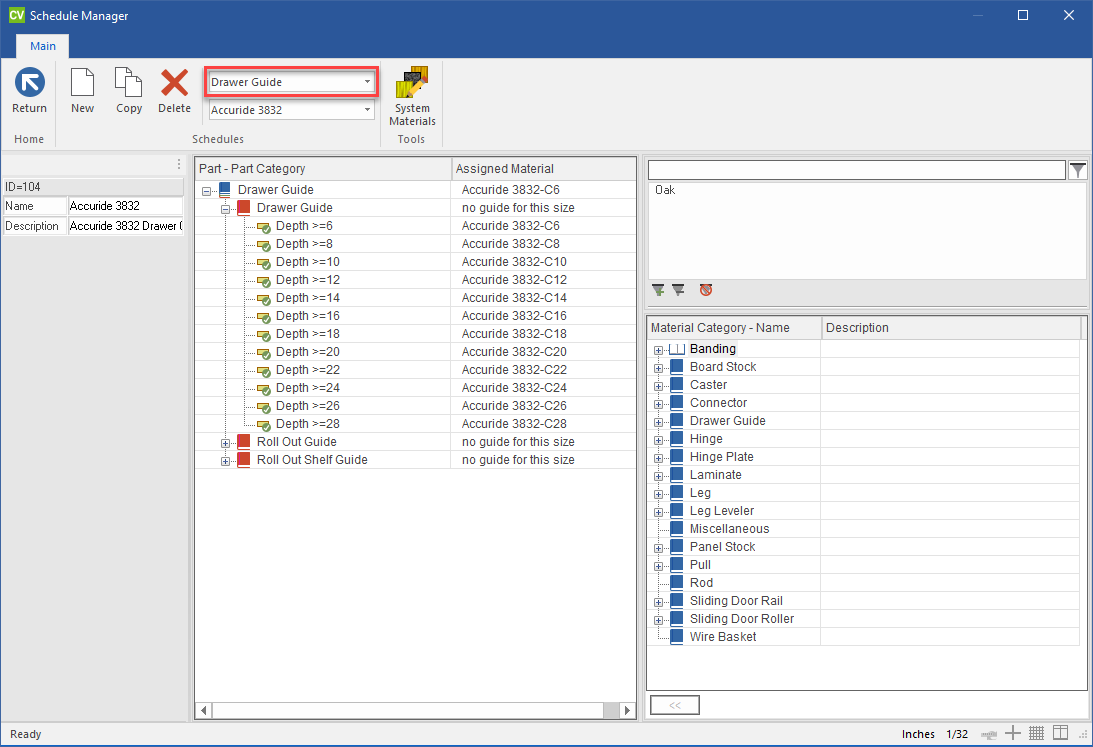 CV Schedule Manager
Main
Return
New
Copy
Delete
Drawer Guide
Accuride 3832
System
Materials
Home
Schedules
Tools
ID=104
Name Accuride 3832
Description Accuride 3832 Drawer G
Part - Part Category Assigned Material
Drawer Guide Accuride 3832-C6
Drawer Guide no guide for this size
Depth >=6 Accuride 3832-C6
Depth >=8 Accuride 3832-C8
Depth >=10 Accuride 3832-C10
Depth >=12 Accuride 3832-C12
Depth >=14 Accuride 3832-C14
Depth >=16 Accuride 3832-C16
Depth >=18 Accuride 3832-C18
Depth >=20 Accuride 3832-C20
Depth >=22 Accuride 3832-C22
Depth >=24 Accuride 3832-C24
Depth >=26 Accuride 3832-C26
Depth >=28 Accuride 3832-C28
Roll Out Guide no guide for this size
Roll Out Shelf Guide no guide for this size
Oak
Material Category - Name Description
Banding
Board Stock
Caster
Connector
Drawer Guide
Hinge
Hinge Plate
Laminate
Leg
Leg Leveler
Miscellaneous
Panel Stock
Pull
Rod
Sliding Door Rail
Sliding Door Roller
Wire Basket
<<
Ready
Inches 1/32